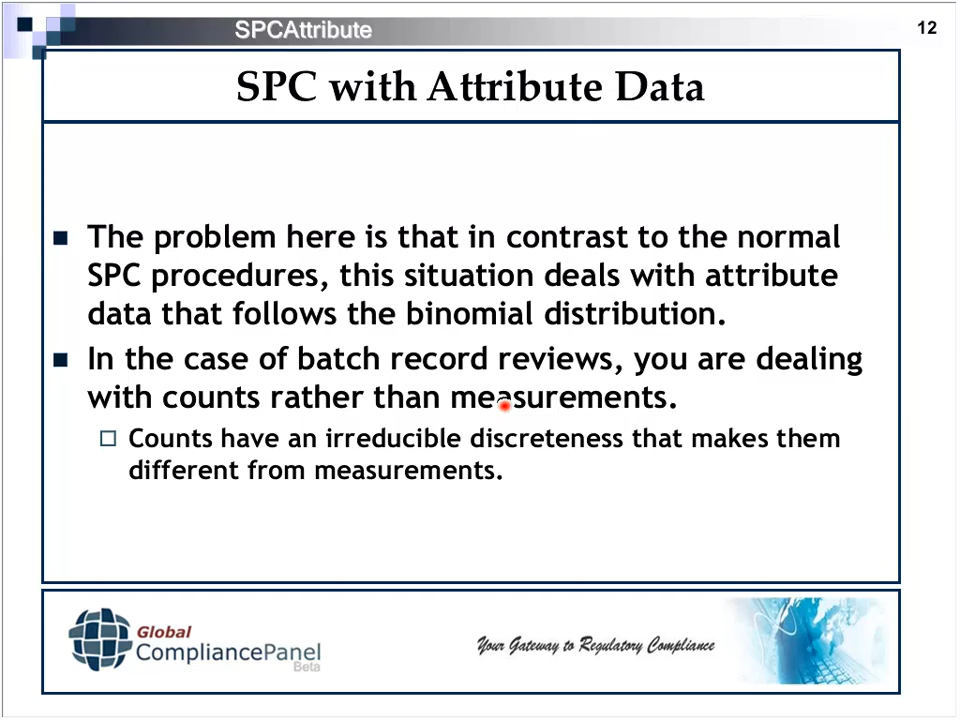 SPCAttribute
12
SPC with Attribute Data
The problem here is that in contrast to the normal
SPC procedures, this situation deals with attribute
data that follows the binomial distribution.
In the case of batch record reviews, you are dealing
with counts rather than measurements.
Counts have an irreducible discreteness that makes them
different from measurements.
Global
CompliancePanel
Beta
Your Gateway to Regulatory Compliance